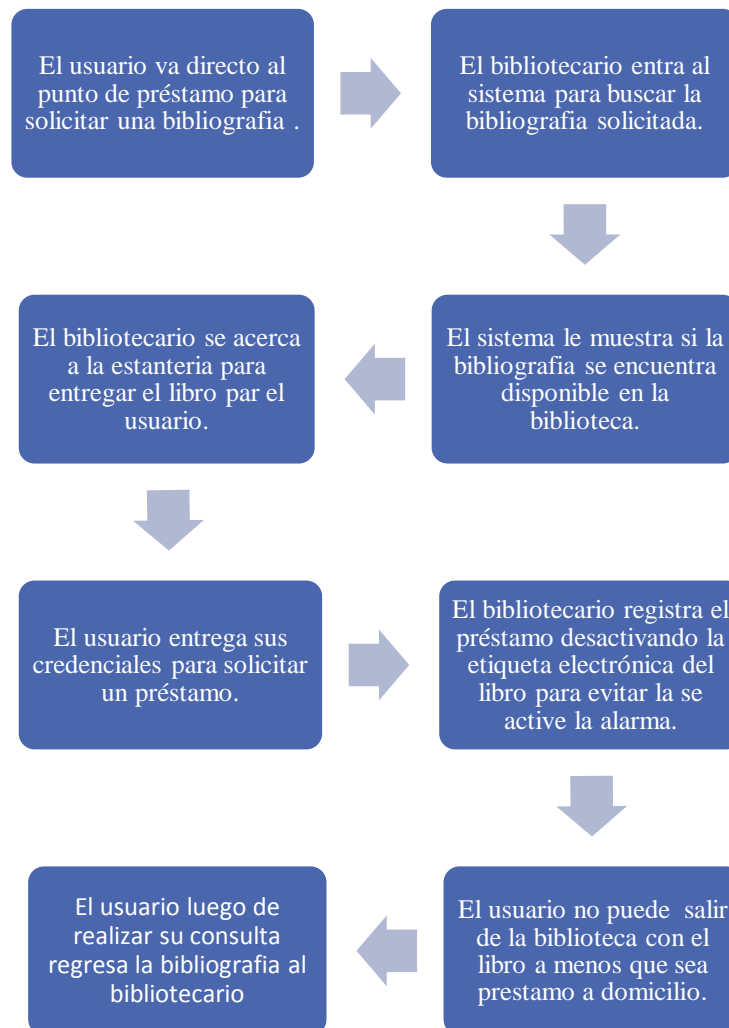 El usuario va directo al
punto de préstamo para
solicitar una bibliografia .
El bibliotecario entra al
sistema para buscar la
bibliografia solicitada.
El sistema le muestra si la
bibliografia se encuentra
disponible en la
biblioteca.
El bibliotecario se acerca
a la estanteria para
entregar el libro par el
usuario.
El usuario entrega sus
credenciales para solicitar
un préstamo.
El bibliotecario registra el
préstamo desactivando la
etiqueta electrónica del
libro para evitar la se
active la alarma.
El usuario no puede salir
de la biblioteca con el
libro a menos que sea
prestamo a domicilio.
El usuario luego de
realizar su consulta
regresa la bibliografia al
bibliotecario